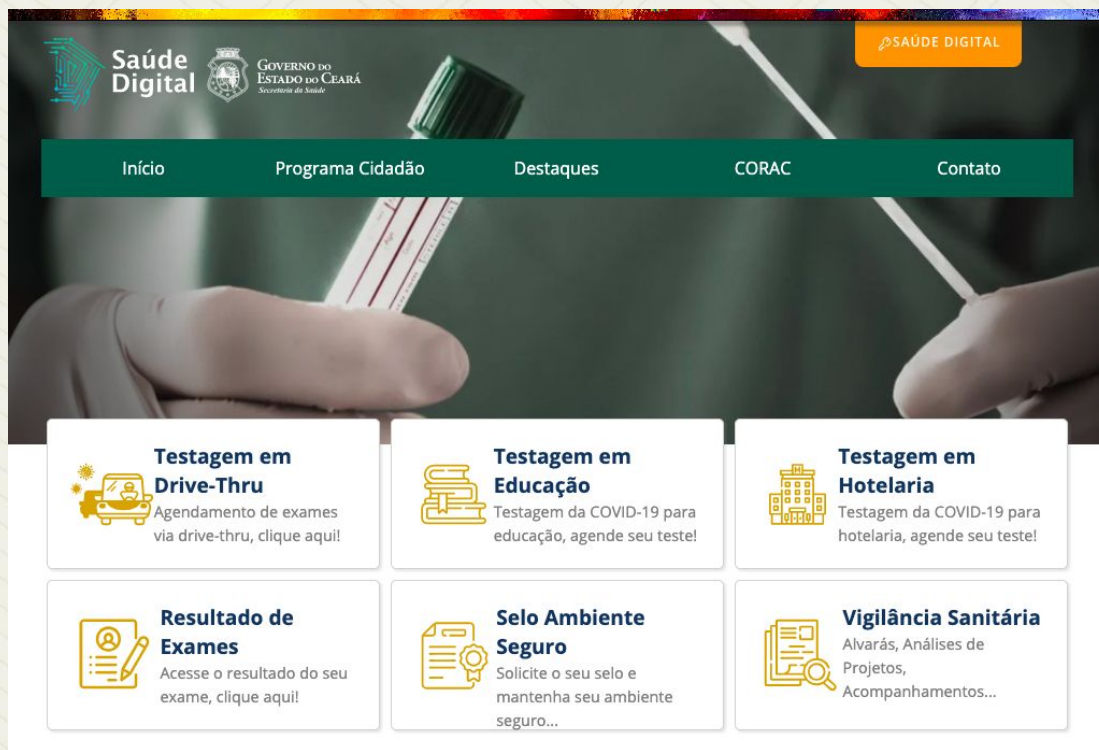 SAÚDE DIGITAL
Saúde
Digital
GOVERNO DO
ESTADO DO CEARÁ
Secretaria da Saúde
Início
Programa Cidadão
Destaques
CORAC
Contato
Testagem em
Drive-Thru
Agendamento de exames
via drive-thru, clique aqui!
Testagem em
Educação
Testagem da COVID-19 para
educação, agende seu teste!
Testagem em
Hotelaria
Testagem da COVID-19 para
hotelaria, agende seu teste!
Resultado de
Exames
Acesse o resultado do seu
exame, clique aqui!
Selo Ambiente
Seguro
Solicite o seu selo e
mantenha seu ambiente
seguro...
Vigilância Sanitária
Alvarás, Análises de
Projetos,
Acompanhamentos...